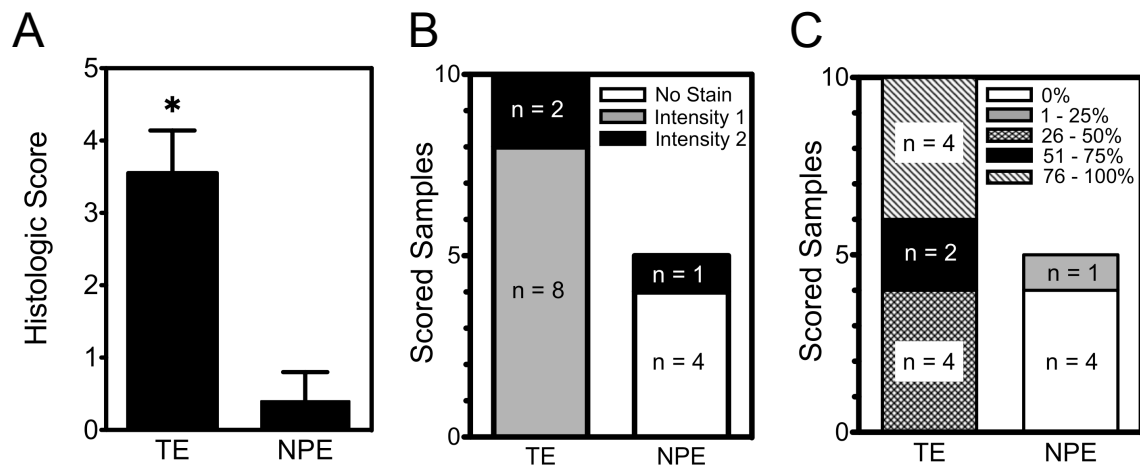 A
Histologic Score
5
4
3
2
1
0
*
TE
NPE
B
Scored Samples
10
5
0
No Stain
Intensity 1
Intensity 2
n = 2
n = 8
n = 1
n = 4
TE
NPE
C
Scored Samples
10
5
0
0%
1 - 25%
26 - 50%
51 - 75%
76 - 100%
n = 4
n = 2
n = 4
n = 1
n = 4
TE
NPE